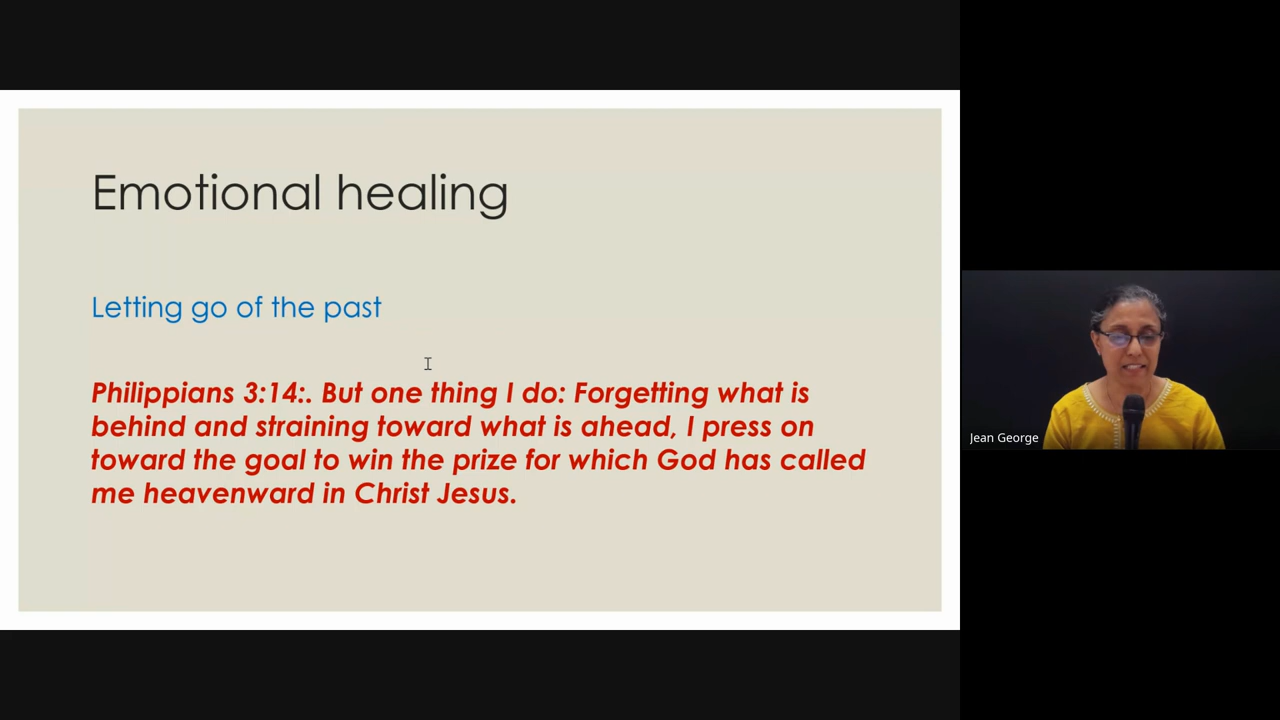 Emotional healing
Letting go of the past
Philippians 3:14:. But one thing I do: Forgetting what is
behind and straining toward what is ahead, I press on
toward the goal to win the prize for which God has called
me heavenward in Christ Jesus.
Jean George